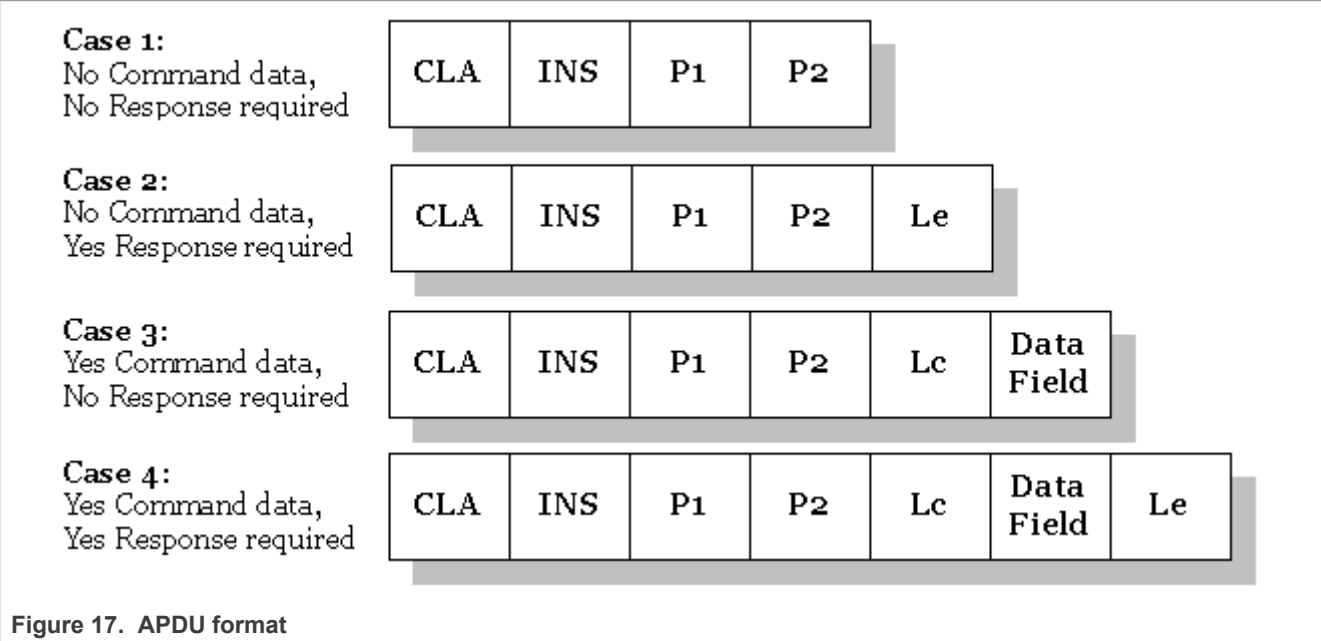 Case 1:
No Command data,
No Response required
CLA INS P1 P2
Case 2:
No Command data,
Yes Response required
CLA INS P1 P2 Le
Case 3:
Yes Command data,
No Response required
CLA INS P1 P2 Lc Data Field
Case 4:
Yes Command data,
Yes Response required
CLA INS P1 P2 Lc Data Field Le
Figure 17. APDU format